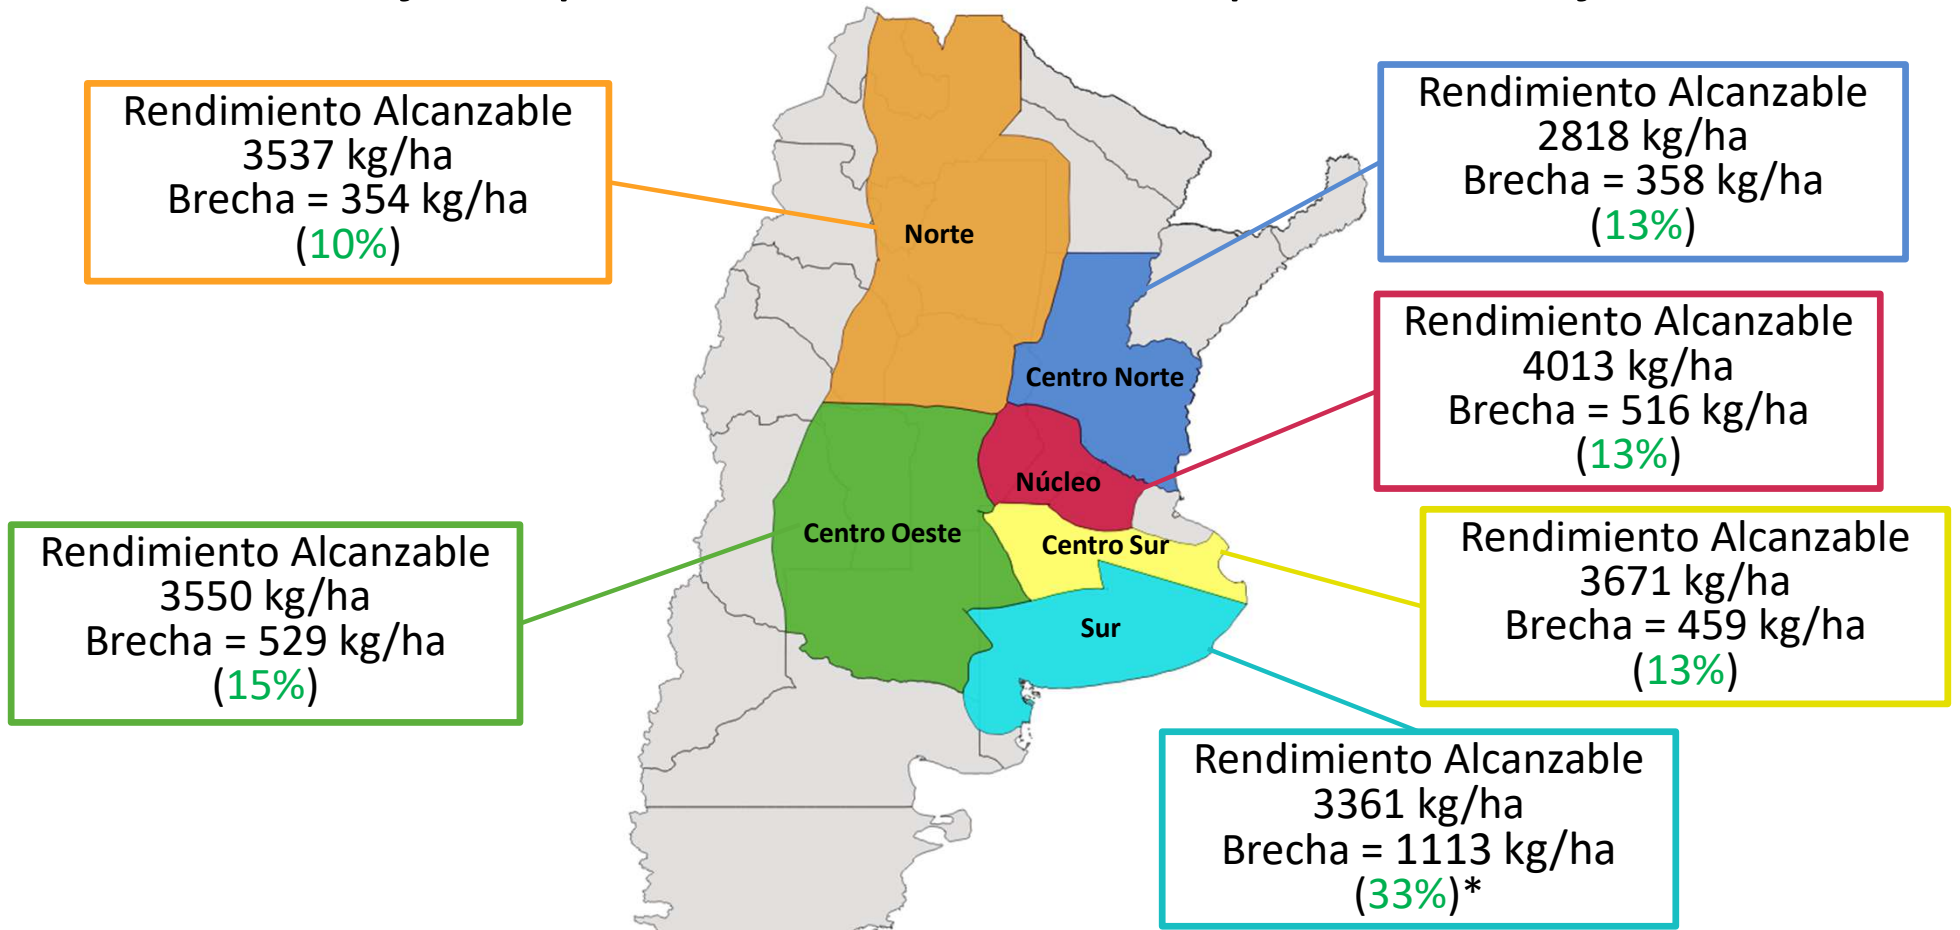 Rendimiento Alcanzable
3537 kg/ha
Brecha = 354 kg/ha
(10%)
Rendimiento Alcanzable
2818 kg/ha
Brecha = 358 kg/ha
(13%)
Norte
Rendimiento Alcanzable
4013 kg/ha
Brecha = 516 kg/ha
(13%)
Centro Norte
Núcleo
Centro Oeste
Centro Sur
Rendimiento Alcanzable
3550 kg/ha
Brecha = 529 kg/ha
(15%)
Rendimiento Alcanzable
3671 kg/ha
Brecha = 459 kg/ha
(13%)
Sur
Rendimiento Alcanzable
3361 kg/ha
Brecha = 1113 kg/ha
(33%)*